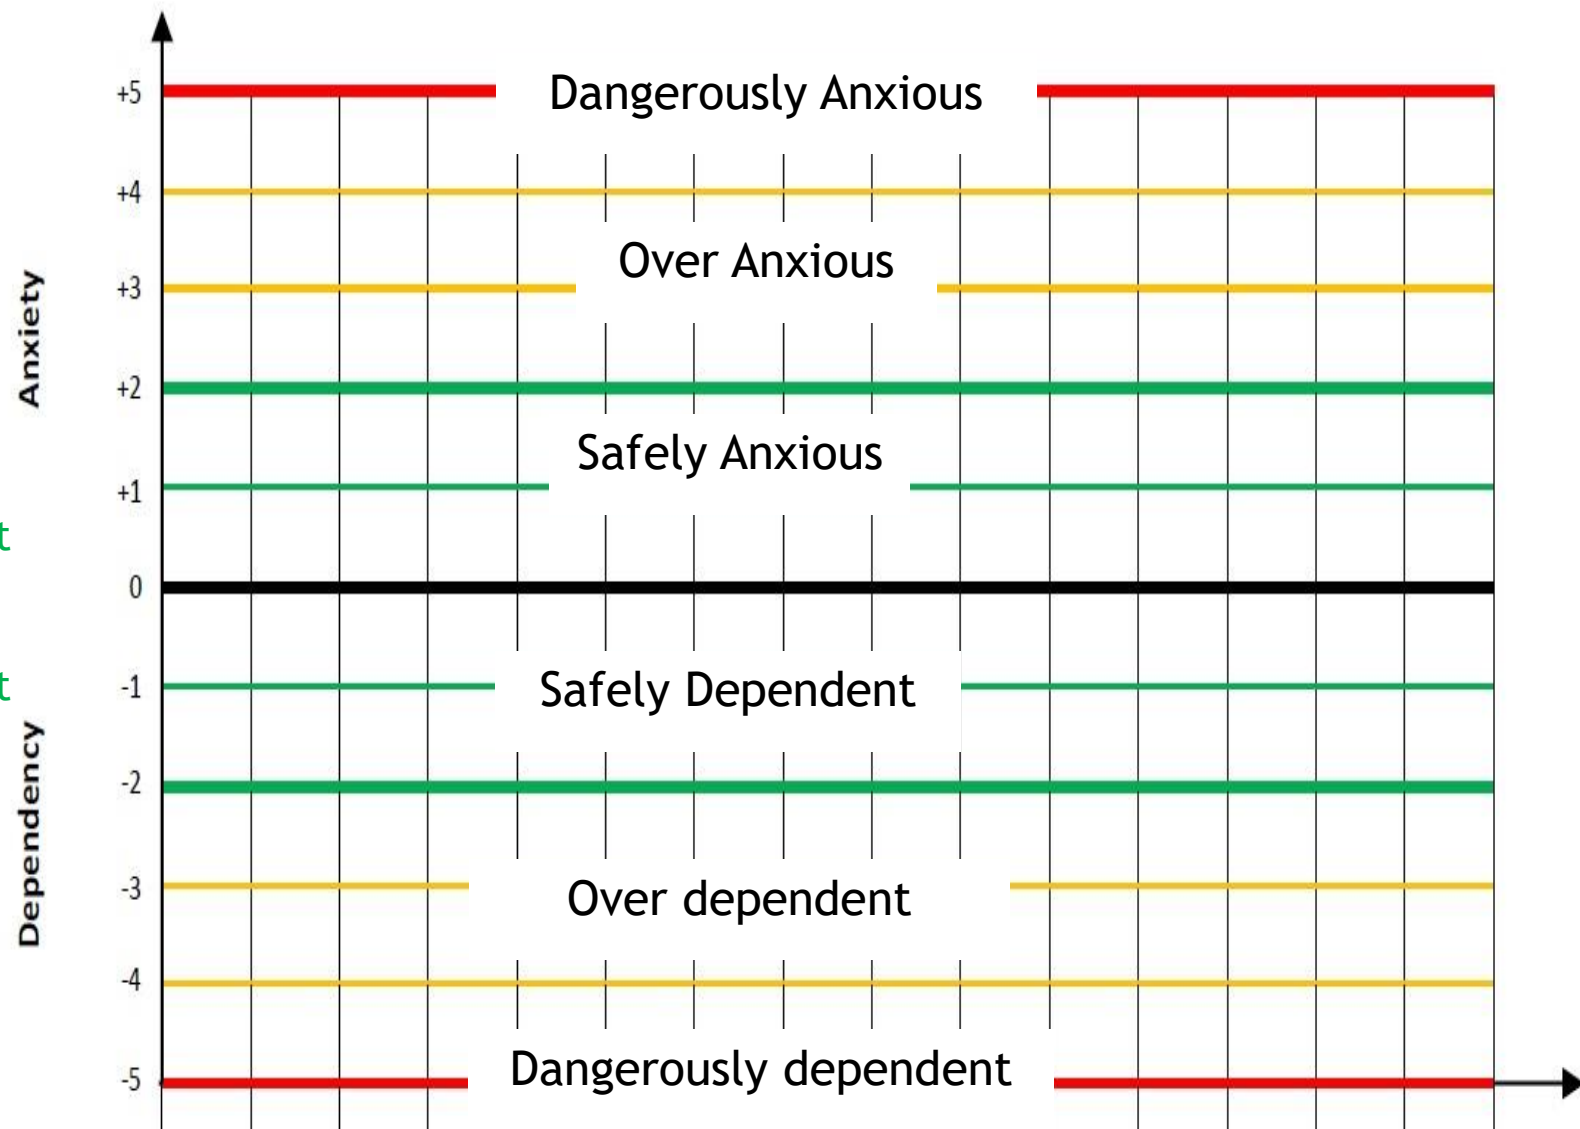 +5
Dangerously Anxious
+4
Over Anxious
+3
Anxiety
+2
Safely Anxious
+1
t
0
-1
Safely Dependent
t
-2
Dependency
-3
Over dependent
-4
-5
Dangerously dependent